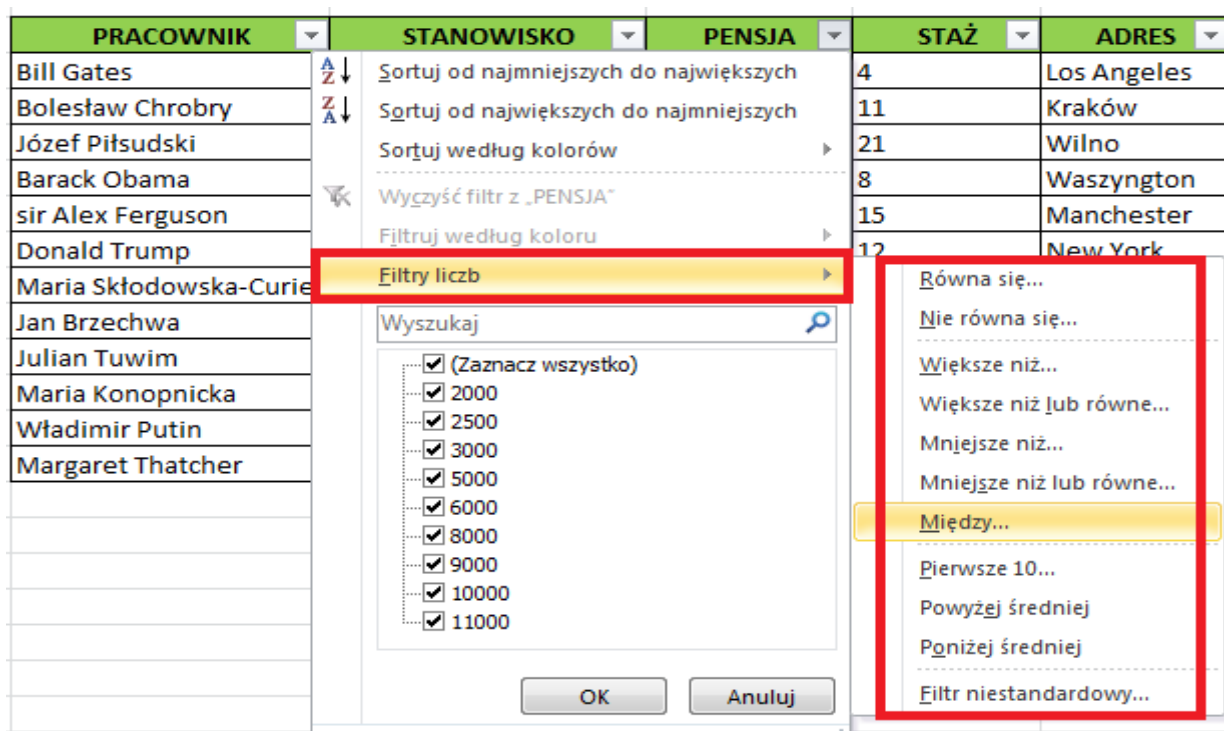 PRACOWNIK STANOWISKO PENSJA STAŻ ADRES
Bill Gates
Bolesław Chrobry
Józef Piłsudski
Barack Obama
sir Alex Ferguson
Donald Trump
Maria Skłodowska-Curie
Jan Brzechwa
Julian Tuwim
Maria Konopnicka
Władimir Putin
Margaret Thatcher
Sortuj od najmniejszych do największych
Sortuj od największych do najmniejszych
Sortuj według kolorów
Wyczyść filtr z „PENSJA”
Filtruj według koloru
Filtry liczb
Wyszukaj
(Zaznacz wszystko)
2000
2500
3000
5000
6000
8000
9000
10000
11000
OK Anuluj
4 Los Angeles
11 Kraków
21 Wilno
8 Waszyngton
15 Manchester
12 New York
Równa się...
Nie równa się...
Większe niż...
Większe niż lub równe...
Mniejsze niż...
Mniejsze niż lub równe...
Między...
Pierwsze 10...
Powyżej średniej
Poniżej średniej
Filtr niestandardowy...